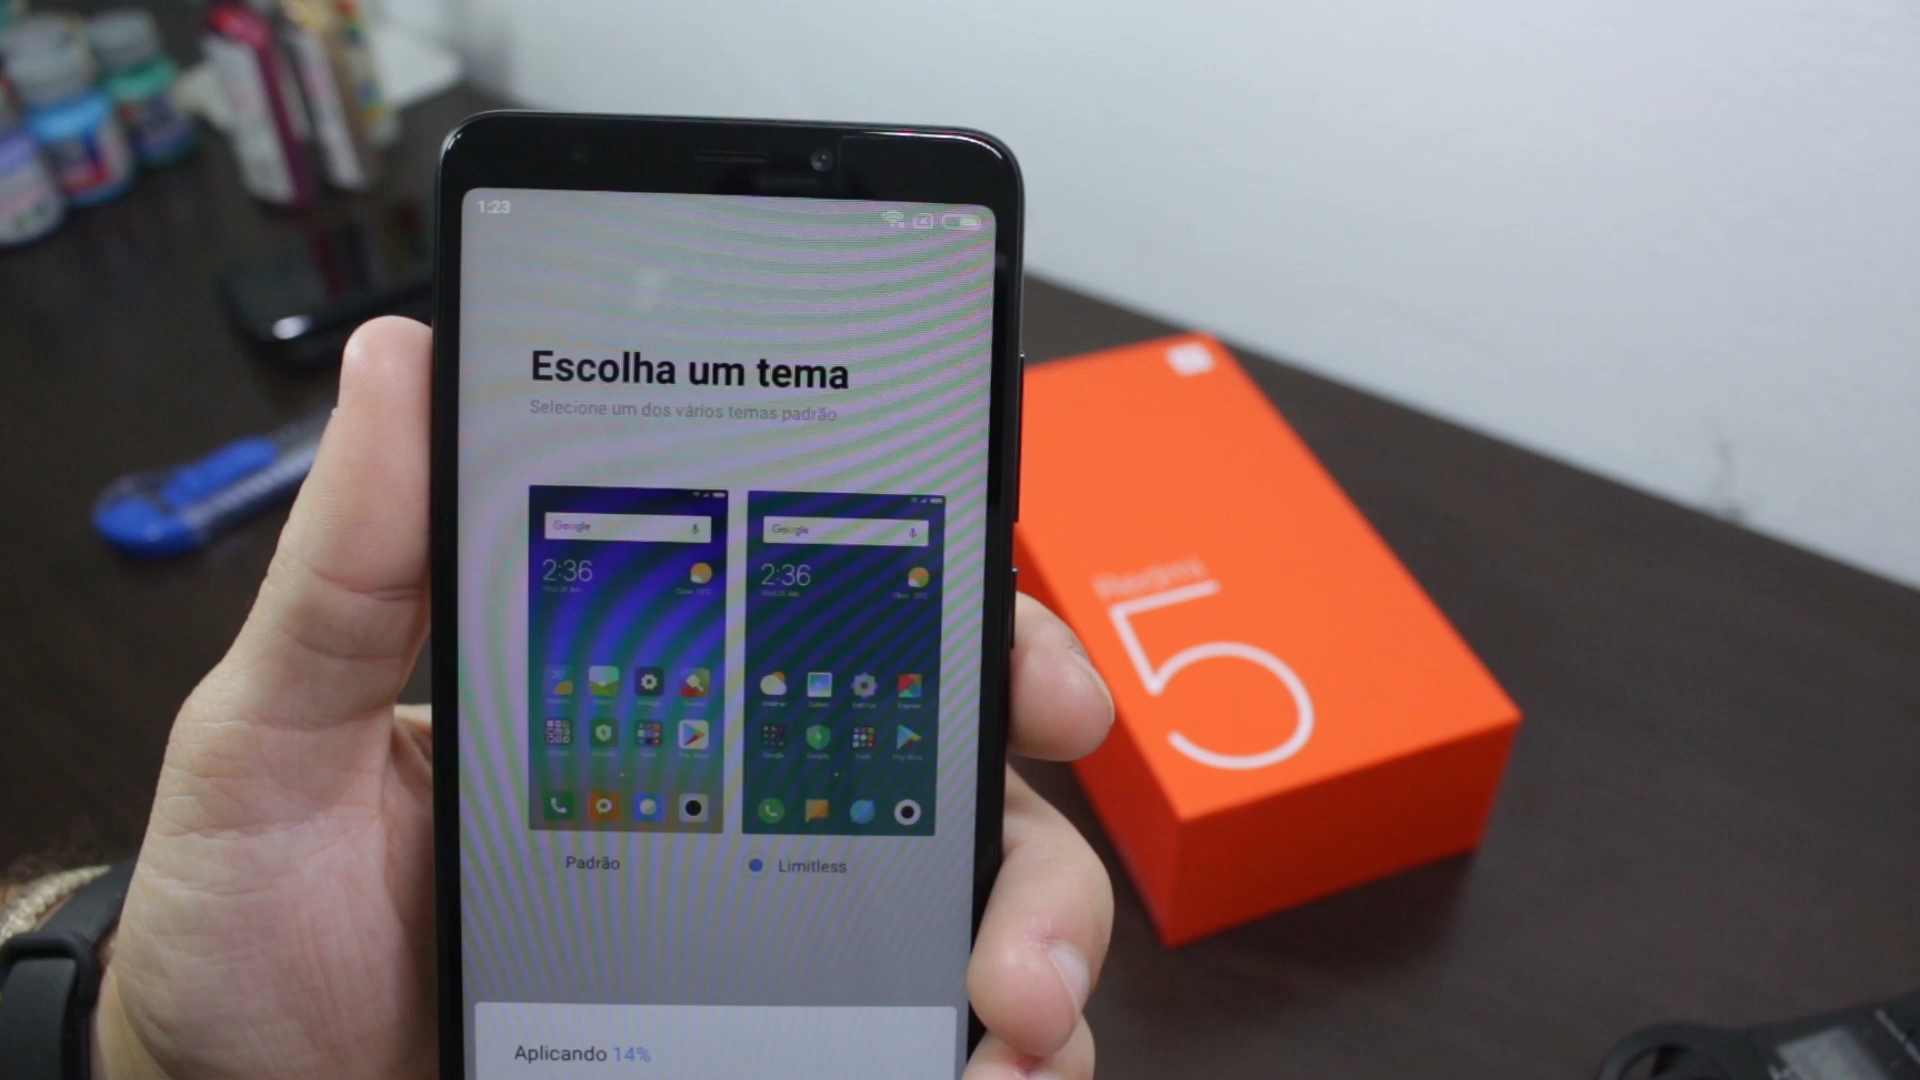 1:23
Escolha um tema
Selecione um dos vários temas padrão
Google
2:36
Google
2:36
Padrão
Limitless
Aplicando 14%
Redmi
5